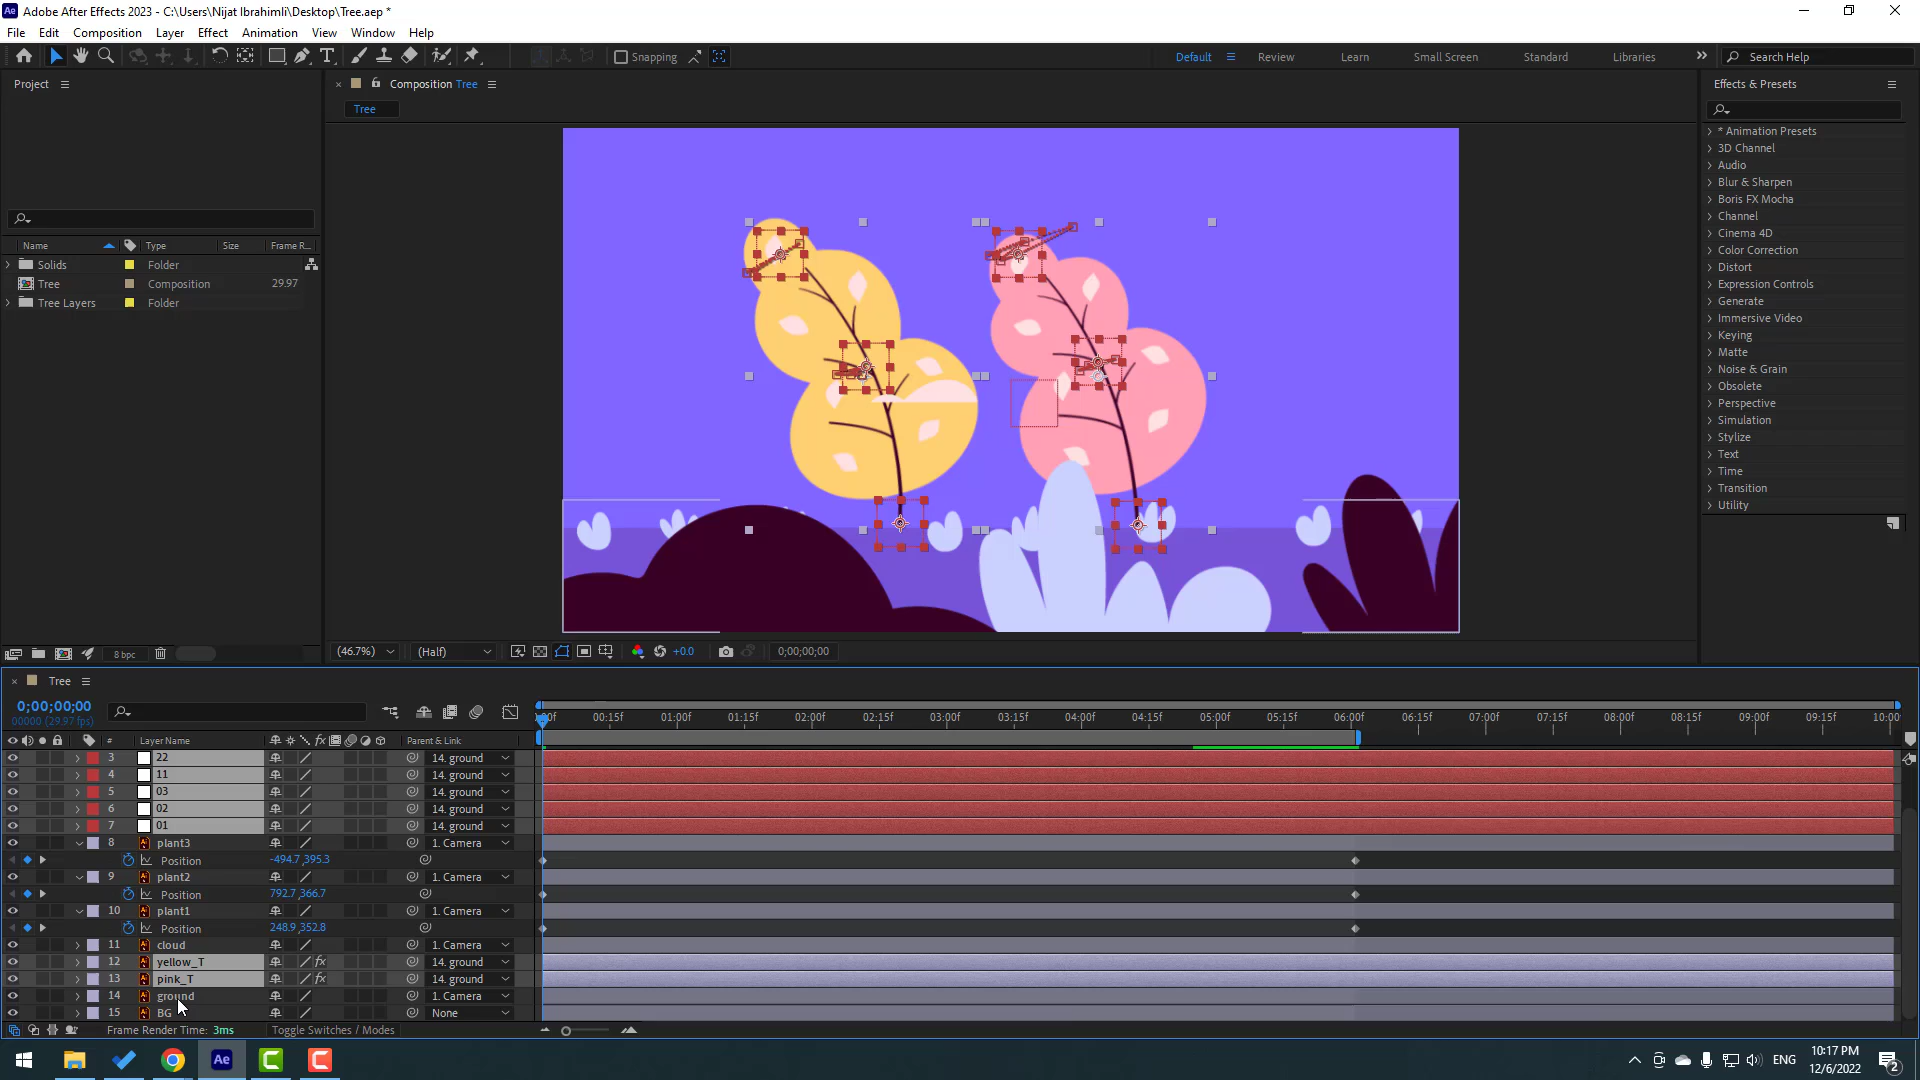 Ae Adobe After Effects 2023 - C:\Users\Nijat Ibrahimli\Desktop\Tree.aep *
File Edit Composition Layer Effect Animation View Window Help
Snapping Default Review Learn Small Screen Standard Libraries Search Help
Project
Composition Tree
Effects & Presets
Tree
* Animation Presets
3D Channel
Audio
Blur & Sharpen
Boris FX Mocha
Channel
Cinema 4D
Color Correction
Distort
Expression Controls
Generate
Immersive Video
Keying
Matte
Noise & Grain
Obsolete
Perspective
Simulation
Stylize
Text
Time
Transition
Utility
Name Type Size Frame R...
Solids Folder
Tree Composition 29.97
Tree Layers Folder
8 bpc
(46.7%) (Half) +0.0 0;00;00;00
Tree
0;00;00;00
00000 (29.97 fps)
:00f 00:15f 01:00f 01:15f 02:00f 02:15f 03:00f 03:15f 04:00f 04:15f 05:00f 05:15f 06:00f 06:15f 07:00f 07:15f 08:00f 08:15f 09:00f 09:15f 10:00
# Layer Name fx Parent & Link
3 22 14. ground
4 11 14. ground
5 03 14. ground
6 02 14. ground
7 01 14. ground
8 plant3 1. Camera
Position -494.7,395.3
9 plant2 1. Camera
Position 792.7,366.7
10 plant1 1. Camera
Position 248.9,352.8
11 cloud 1. Camera
12 yellow_T fx 14. ground
13 pink_T fx 14. ground
14 ground 1. Camera
15 BG None
Frame Render Time: 3ms Toggle Switches / Modes
Ae
ENG
10:17 PM
12/6/2022
2